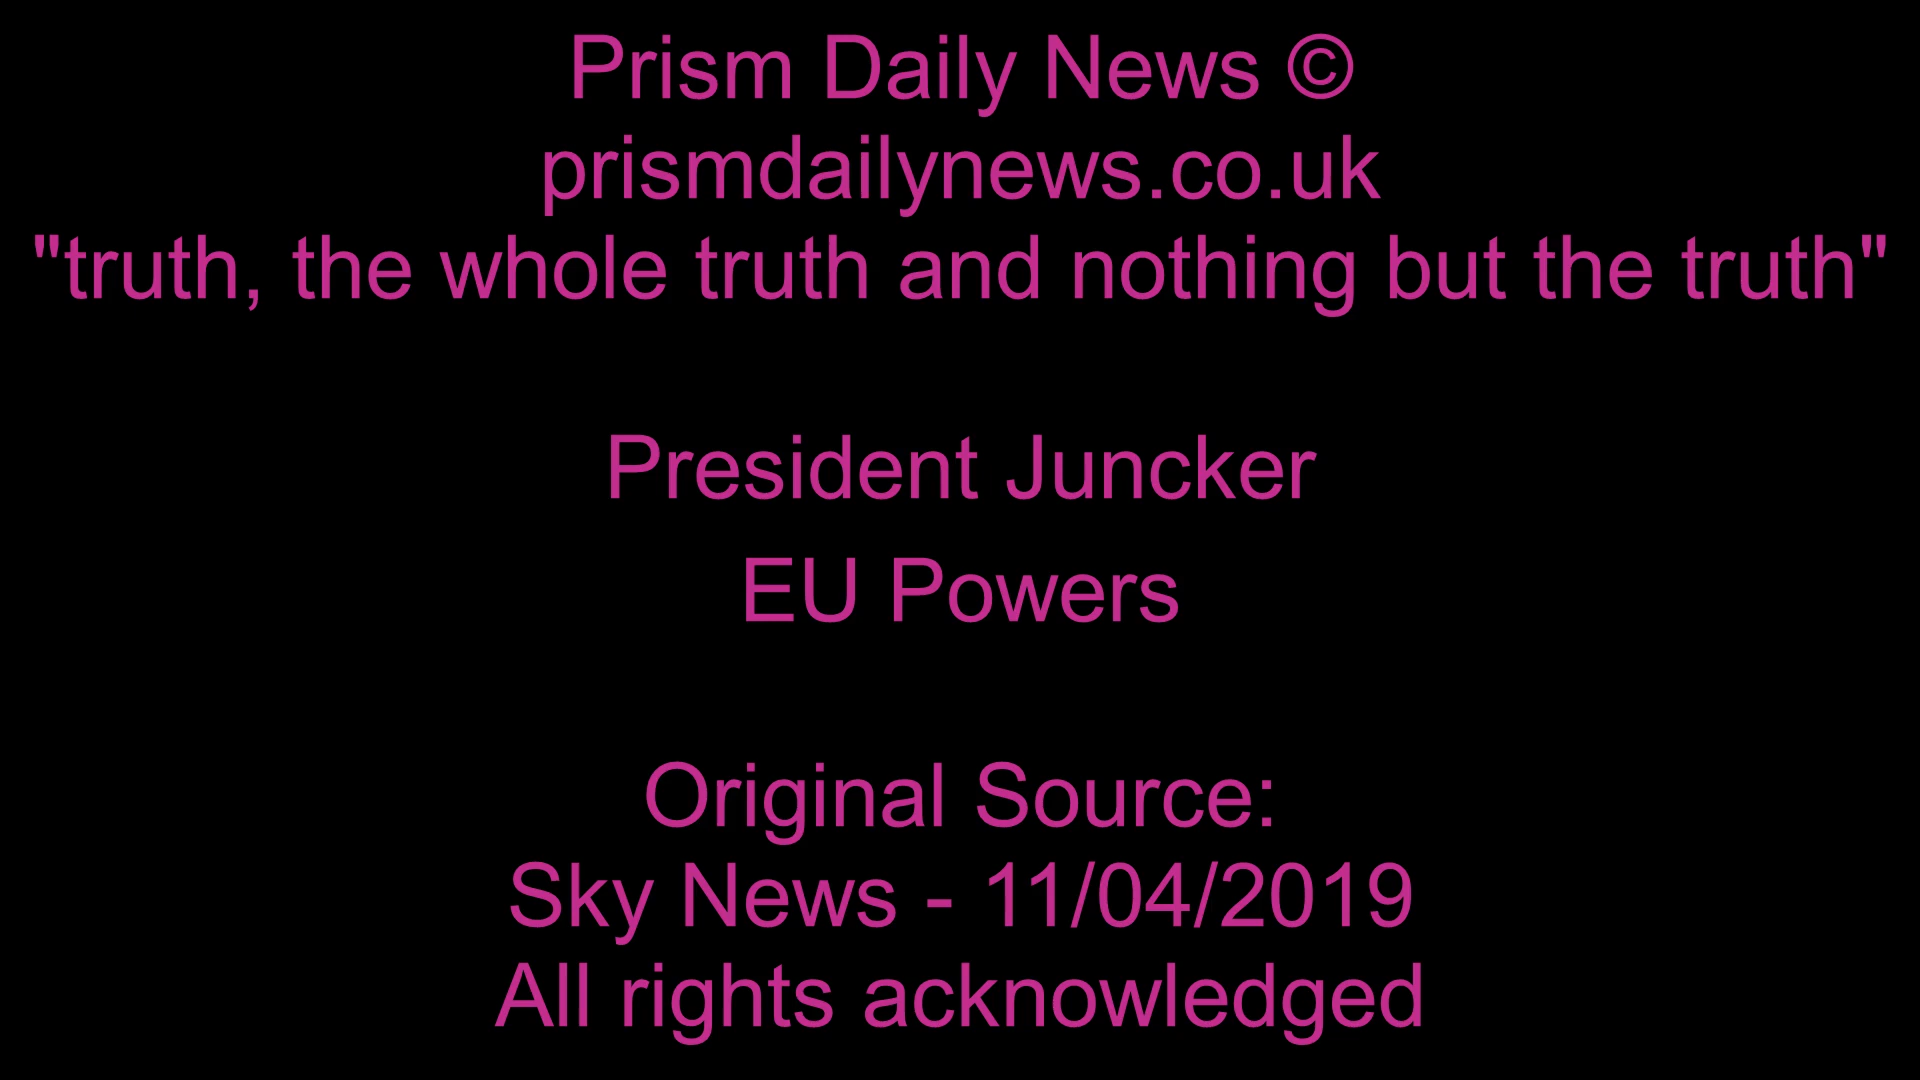 Prism Daily News ©
prismdailynews.co.uk
"truth, the whole truth and nothing but the truth"
President Juncker
EU Powers
Original Source:
Sky News - 11/04/2019
All rights acknowledged